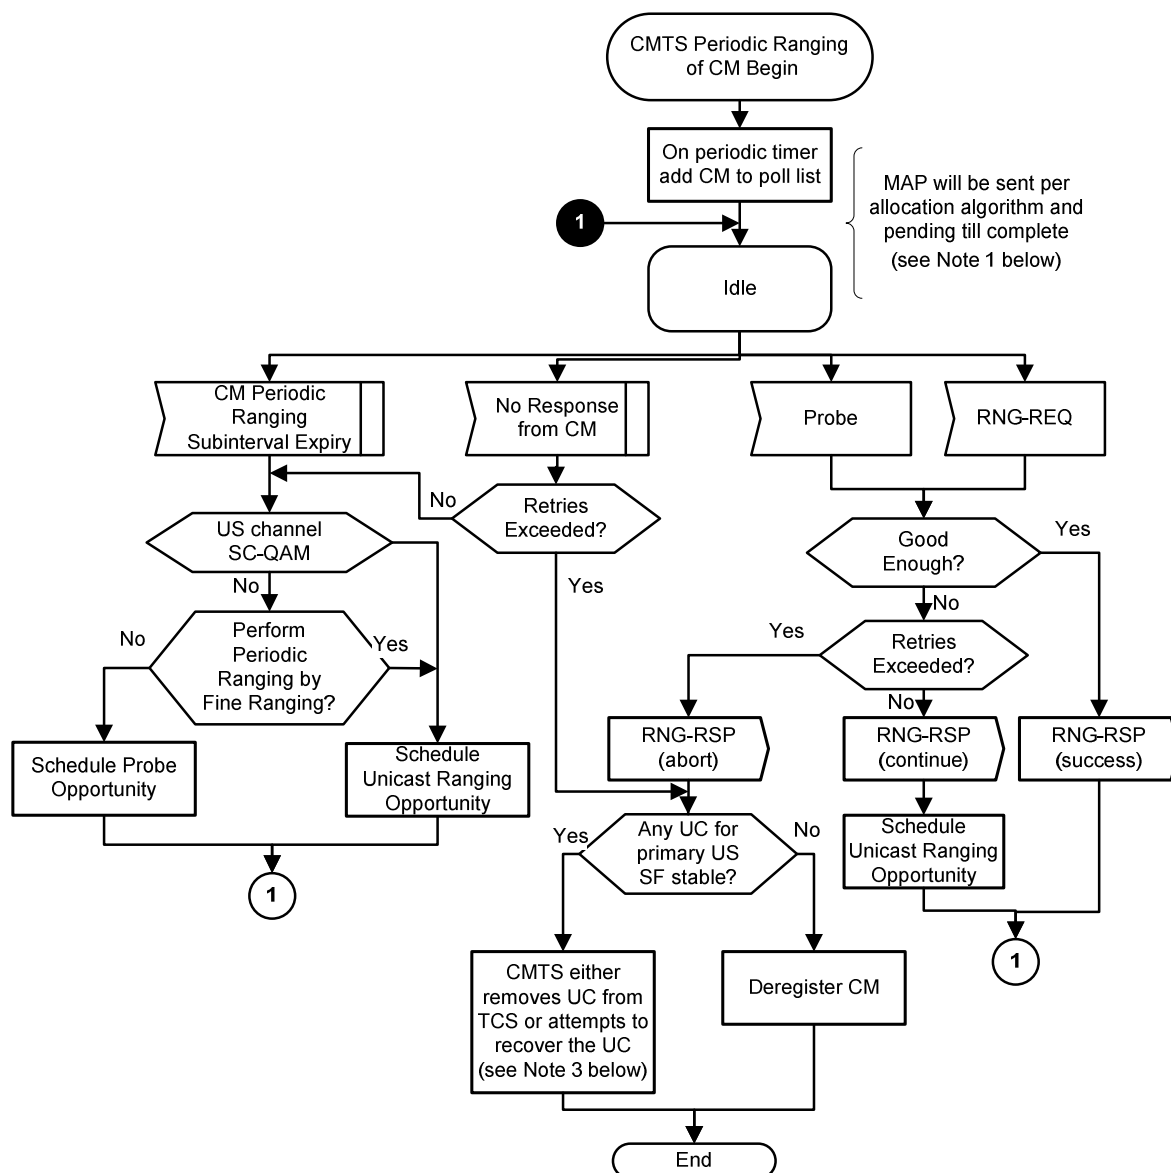 CMTS Periodic Ranging
of CM Begin
On periodic timer
add CM to poll list
MAP will be sent per
allocation algorithm and
pending till complete
(see Note 1 below)
1
Idle
CM Periodic
Ranging
Subinterval Expiry
No Response
from CM
Probe
RNG-REQ
No
Retries
Exceeded?
US channel
SC-QAM
Good
Enough?
Yes
No
Yes
No
No
Perform
Periodic
Ranging by
Fine Ranging?
Yes
Yes
Retries
Exceeded?
No
Schedule Probe
Opportunity
Schedule
Unicast Ranging
Opportunity
RNG-RSP
(abort)
RNG-RSP
(continue)
RNG-RSP
(success)
Yes
Any UC for
primary US
SF stable?
No
Schedule
Unicast Ranging
Opportunity
1
1
CMTS either
removes UC from
TCS or attempts to
recover the UC
(see Note 3 below)
Deregister CM
End